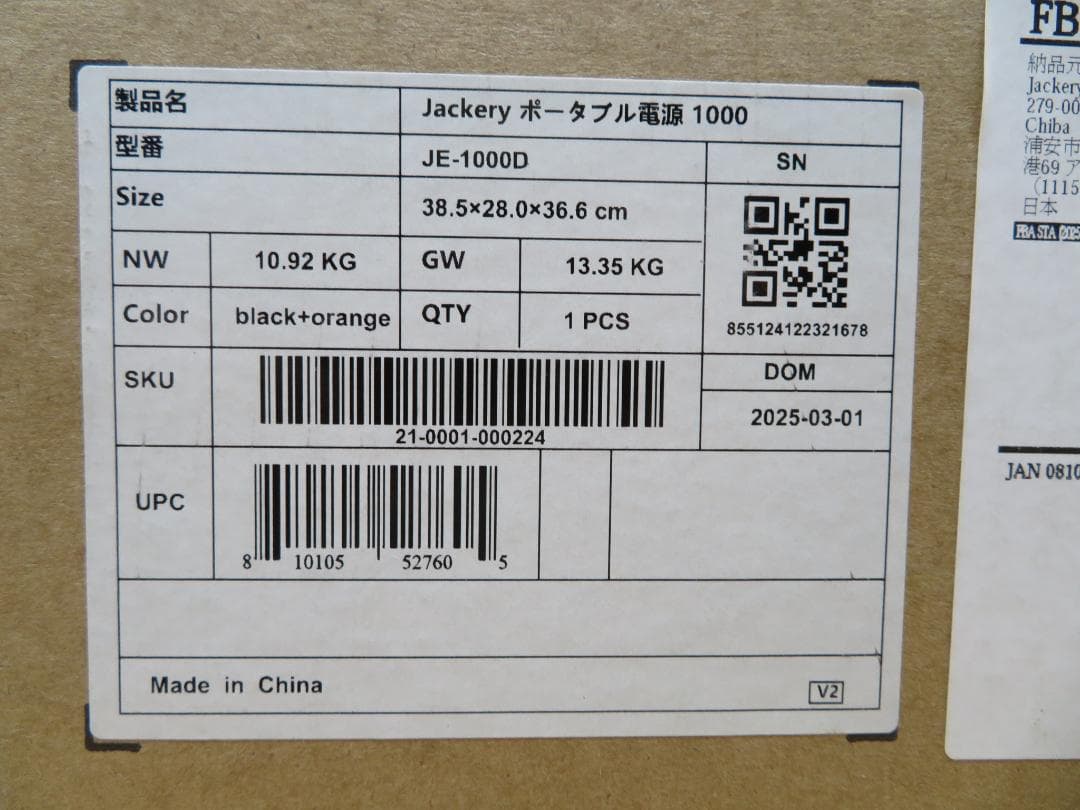 製品名 Jackery ポータブル電源 1000
型番 JE-1000D SN
Size 38.5×28.0×36.6 cm
NW 10.92 KG GW 13.35 KG
855124122321678
Color black+orange QTY 1 PCS
SKU
21-0001-000224
DOM
2025-03-01
UPC
8 10105 52760 5
Made in China V2
FB
納品元
Jackery
279-00
Chiba
浦安市
港69 ア
(1115
日本
FBA STA (202
JAN 0810